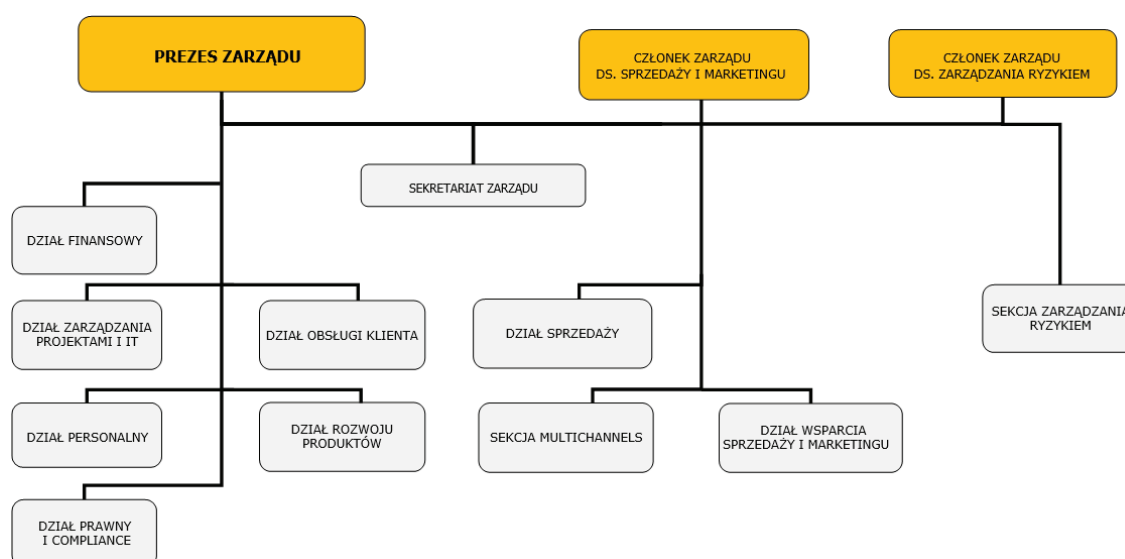 PREZES ZARZĄDU
CZŁONEK ZARZĄDU
DS. SPRZEDAŻY I MARKETINGU
CZŁONEK ZARZĄDU
DS. ZARZĄDZANIA RYZYKIEM
SEKRETARIAT ZARZĄDU
DZIAŁ FINANSOWY
DZIAŁ ZARZĄDZANIA
PROJEKTAMI I IT
DZIAŁ OBSŁUGI KLIENTA
DZIAŁ SPRZEDAŻY
SEKCJA ZARZĄDZANIA
RYZYKIEM
DZIAŁ PERSONALNY
DZIAŁ ROZWOJU
PRODUKTÓW
SEKCJA MULTICHANNELS
DZIAŁ WSPARCIA
SPRZEDAŻY I MARKETINGU
DZIAŁ PRAWNY
I COMPLIANCE